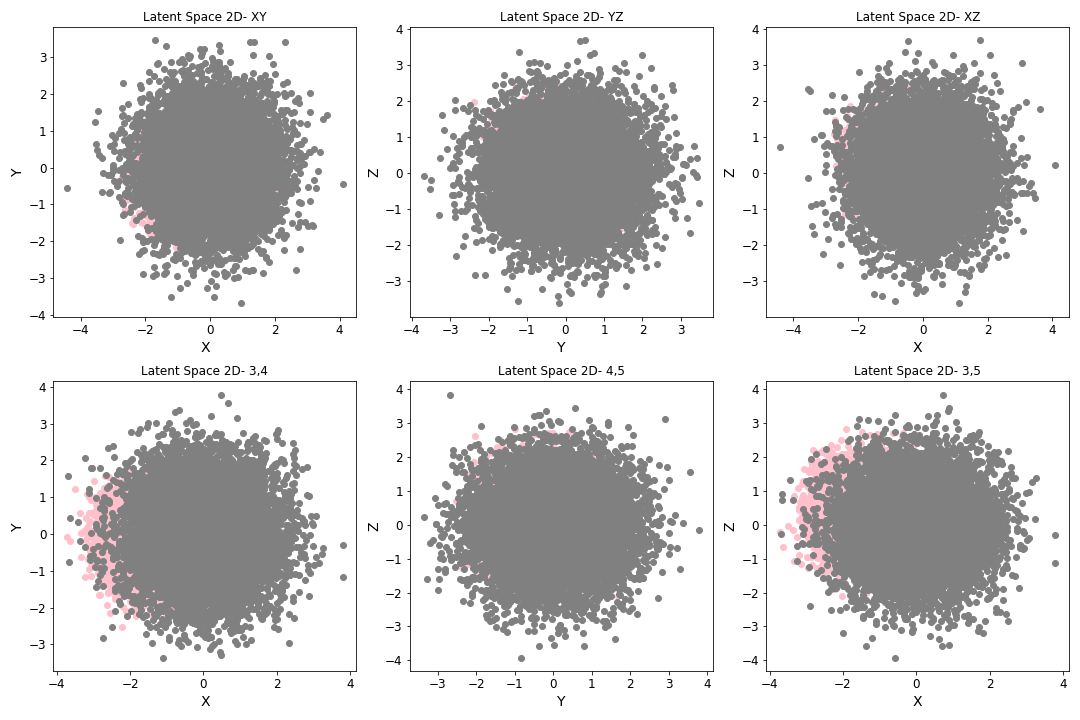 Latent Space 2D- XY
3
2
1
0
−1
−2
−3
−4
Y
−4 −2 0 2 4
X
Latent Space 2D- YZ
4
3
2
1
0
−1
−2
−3
Z
−4 −3 −2 −1 0 1 2 3
Y
Latent Space 2D- XZ
4
3
2
1
0
−1
−2
−3
Z
−4 −2 0 2 4
X
Latent Space 2D- 3,4
4
3
2
1
0
−1
−2
−3
Y
−4 −2 0 2 4
X
Latent Space 2D- 4,5
4
3
2
1
0
−1
−2
−3
−4
Z
−3 −2 −1 0 1 2 3 4
Y
Latent Space 2D- 3,5
4
3
2
1
0
−1
−2
−3
−4
Z
−4 −2 0 2 4
X